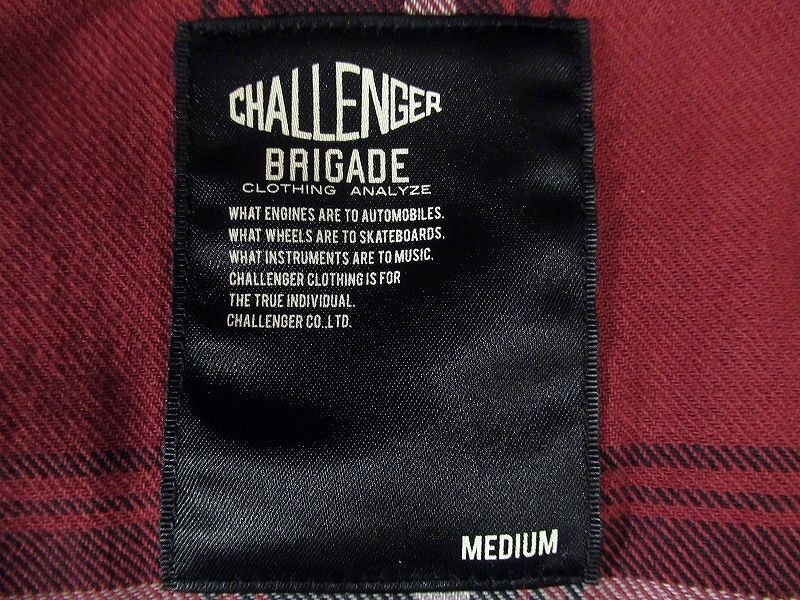 CHALLENGER
BRIGADE
CLOTHING ANALYZE
WHAT ENGINES ARE TO AUTOMOBILES.
WHAT WHEELS ARE TO SKATEBOARDS.
WHAT INSTRUMENTS ARE TO MUSIC.
CHALLENGER CLOTHING IS FOR
THE TRUE INDIVIDUAL.
CHALLENGER CO.,LTD.
MEDIUM